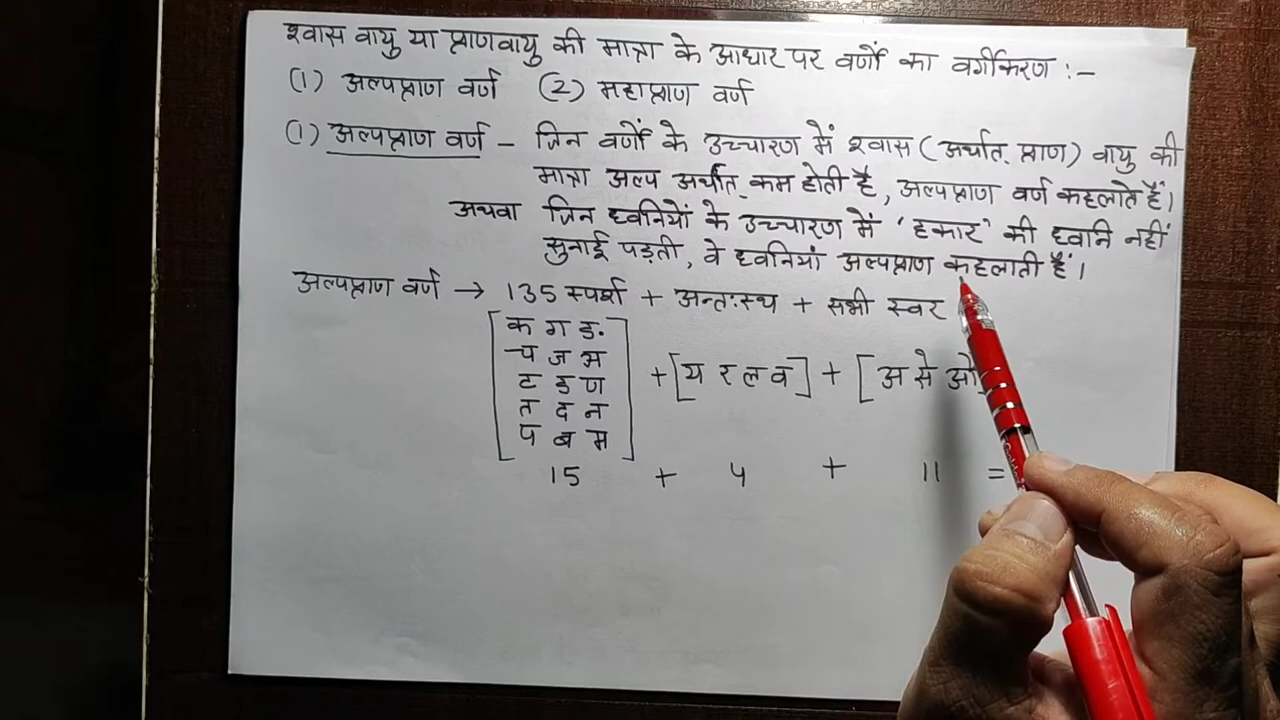 श्वास वायु या प्राणवायु की मात्रा के आधार पर वर्णों का वर्गीकरण :-
(1) अल्पप्राण वर्ण (2) महाप्राण वर्ण
(1) अल्पप्राण वर्ण – जिन वर्णों के उच्चारण में श्वास (अर्थात् प्राण) वायु की
मात्रा अल्प अर्थात् कम होती है, अल्पप्राण वर्ण कहलाते हैं।
अथवा जिन ध्वनियों के उच्चारण में 'हकार' की ध्वनि नहीं
सुनाई पड़ती, वे ध्वनियां अल्पप्राण कहलाती हैं।
अल्पप्राण वर्ण → 135 स्पर्श + अन्तःस्थ + सभी स्वर
[क ग ङ
च ज ञ
ट ड ण
त द न
प ब म] + [य र ल व] + [अ से औ
15 + 4 + 11 =